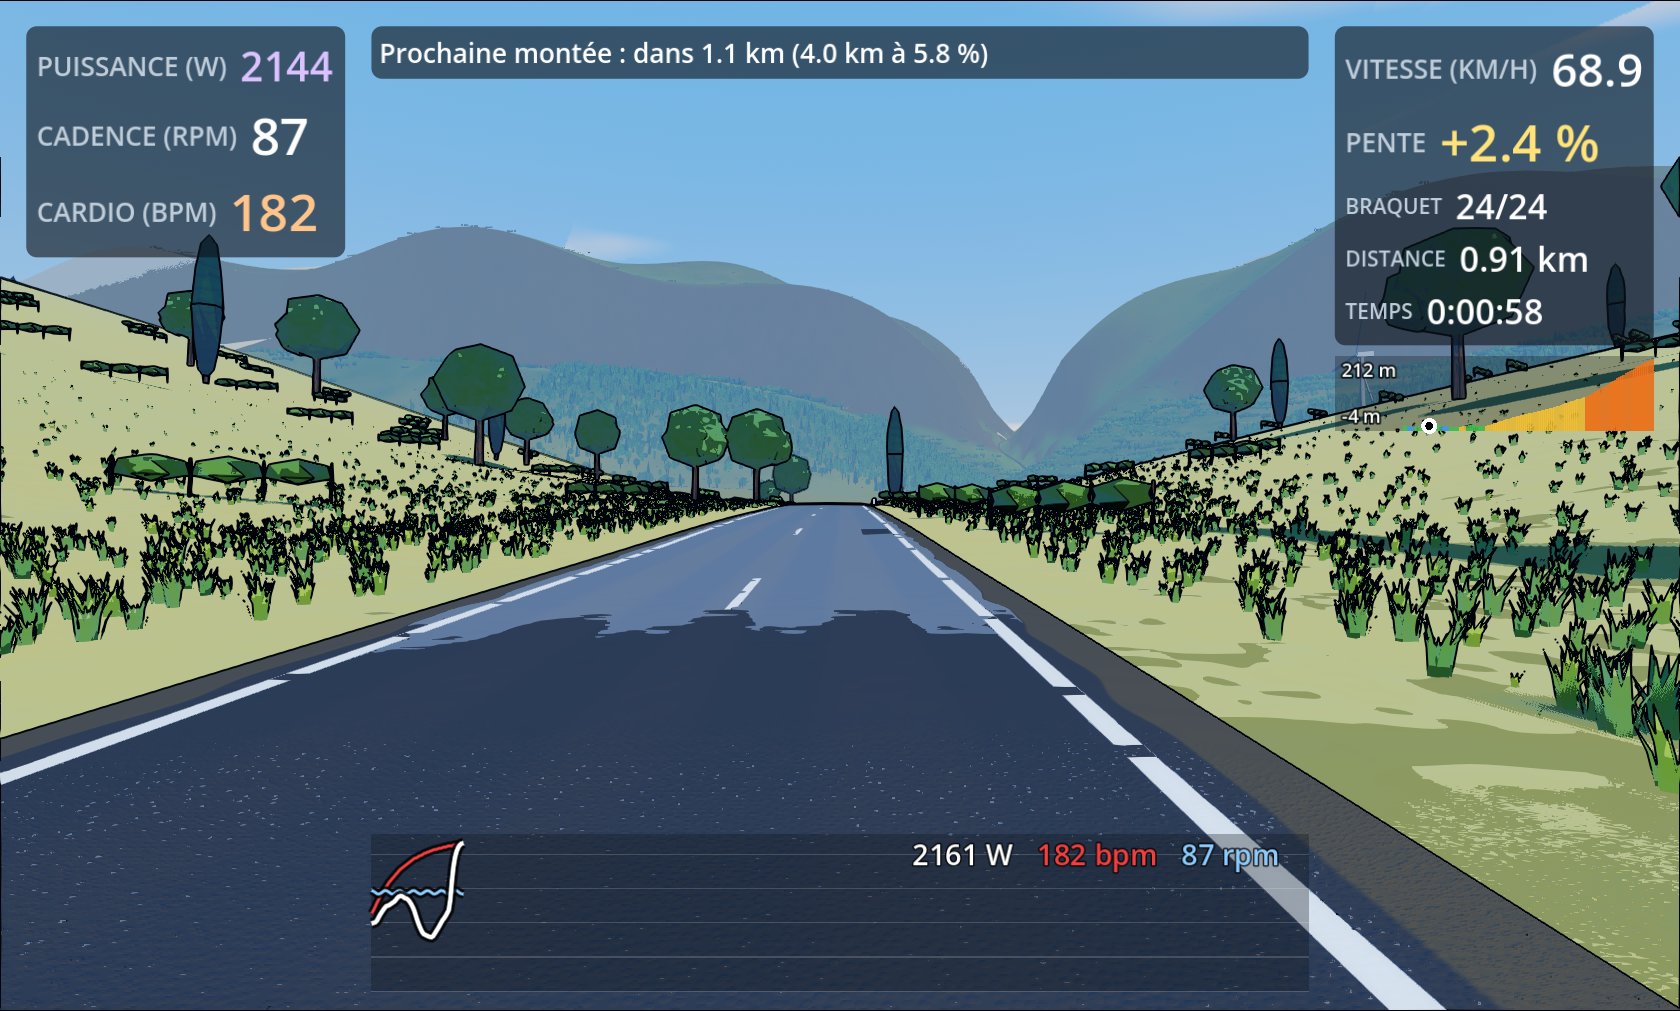 PUISSANCE (W) 2144
CADENCE (RPM) 87
CARDIO (BPM) 182
Prochaine montée : dans 1.1 km (4.0 km à 5.8 %)
VITESSE (KM/H) 68.9
PENTE +2.4 %
BRAQUET 24/24
DISTANCE 0.91 km
TEMPS 0:00:58
212 m
-4 m
2161 W 182 bpm 87 rpm